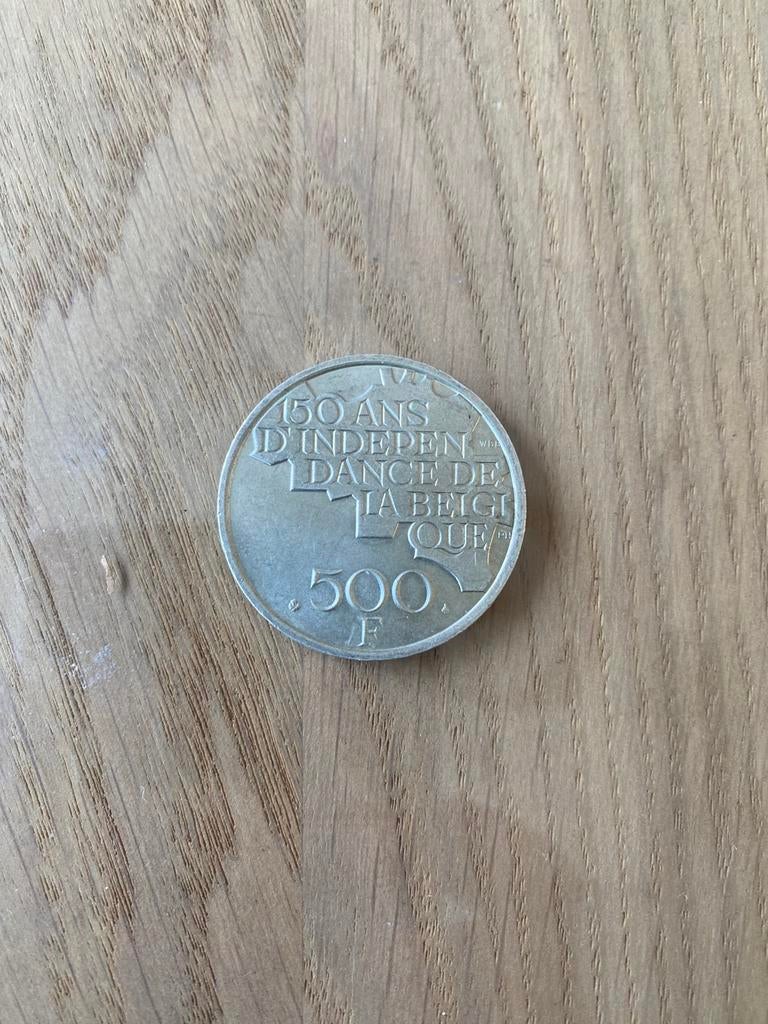 150 ANS
D'INDEPEN
DANCE DE
LA BELGI
QUE
500
F